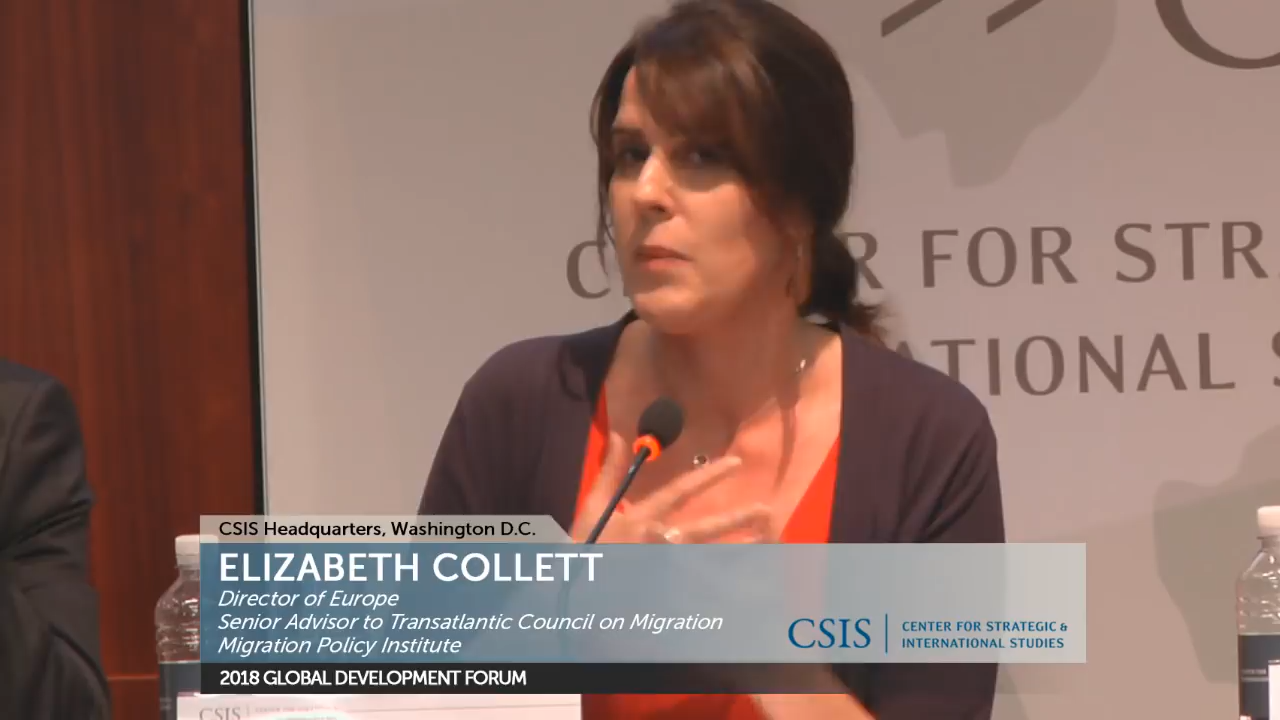 C R FOR STR
ATIONAL S
CSIS Headquarters, Washington D.C.
ELIZABETH COLLETT
Director of Europe
Senior Advisor to Transatlantic Council on Migration
Migration Policy Institute
CSIS
CENTER FOR STRATEGIC &
INTERNATIONAL STUDIES
2018 GLOBAL DEVELOPMENT FORUM
CSIS